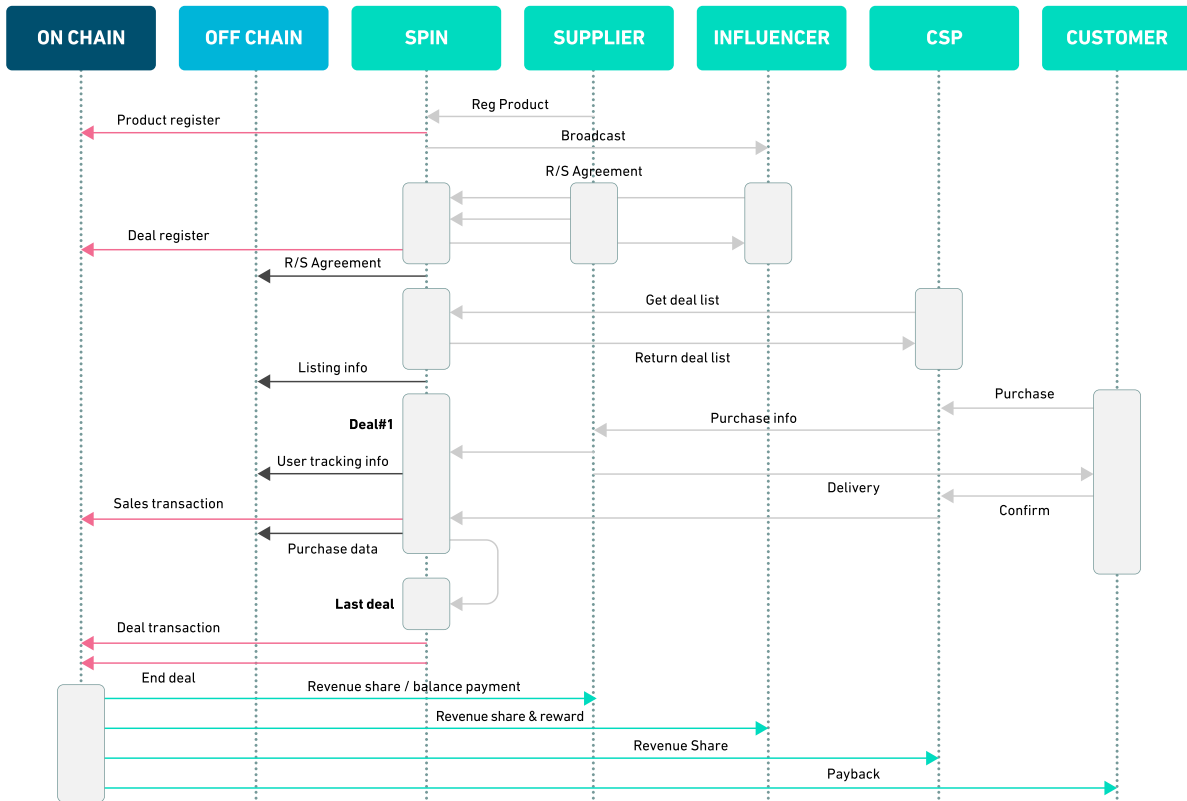 ON CHAIN
OFF CHAIN
SPIN
SUPPLIER
INFLUENCER
CSP
CUSTOMER
Reg Product
Product register
Broadcast
R/S Agreement
Deal register
R/S Agreement
Get deal list
Return deal list
Listing info
Purchase
Deal#1
Purchase info
User tracking info
Delivery
Sales transaction
Confirm
Purchase data
Last deal
Deal transaction
End deal
Revenue share / balance payment
Revenue share & reward
Revenue Share
Payback